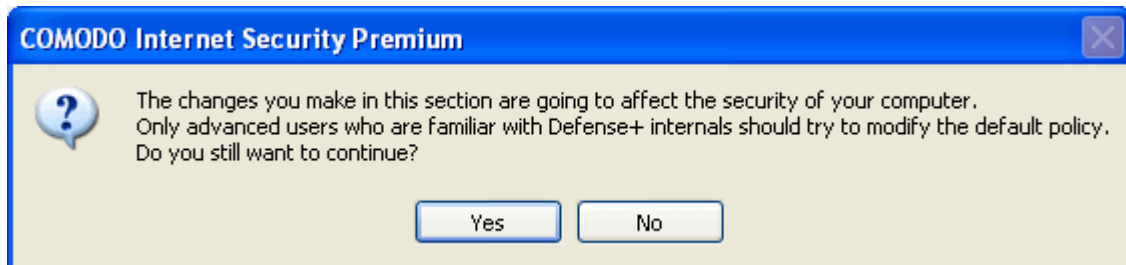 COMODO Internet Security Premium
The changes you make in this section are going to affect the security of your computer.
Only advanced users who are familiar with Defense+ internals should try to modify the default policy.
Do you still want to continue?
Yes No